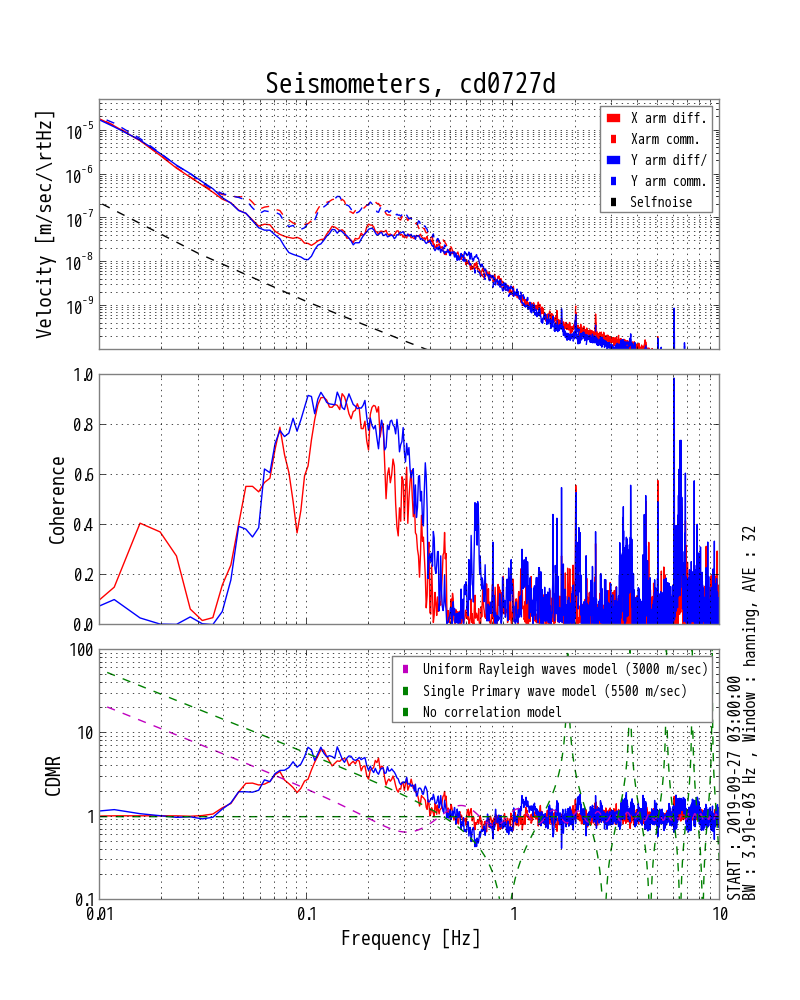 Seismometers, cd0727d
Velocity [m/sec/\rtHz]
10^-5
10^-6
10^-7
10^-8
10^-9
X arm diff.
Xarm comm.
Y arm diff/
Y arm comm.
Selfnoise
Coherence
1.0
0.8
0.6
0.4
0.2
0.0
CDMR
100
10
1
0.1
Uniform Rayleigh waves model (3000 m/sec)
Single Primary wave model (5500 m/sec)
No correlation model
0.01
0.1
1
10
Frequency [Hz]
START : 2019-09-27 03:00:00
BW : 3.91e-03 Hz , Window : hanning, AVE : 32